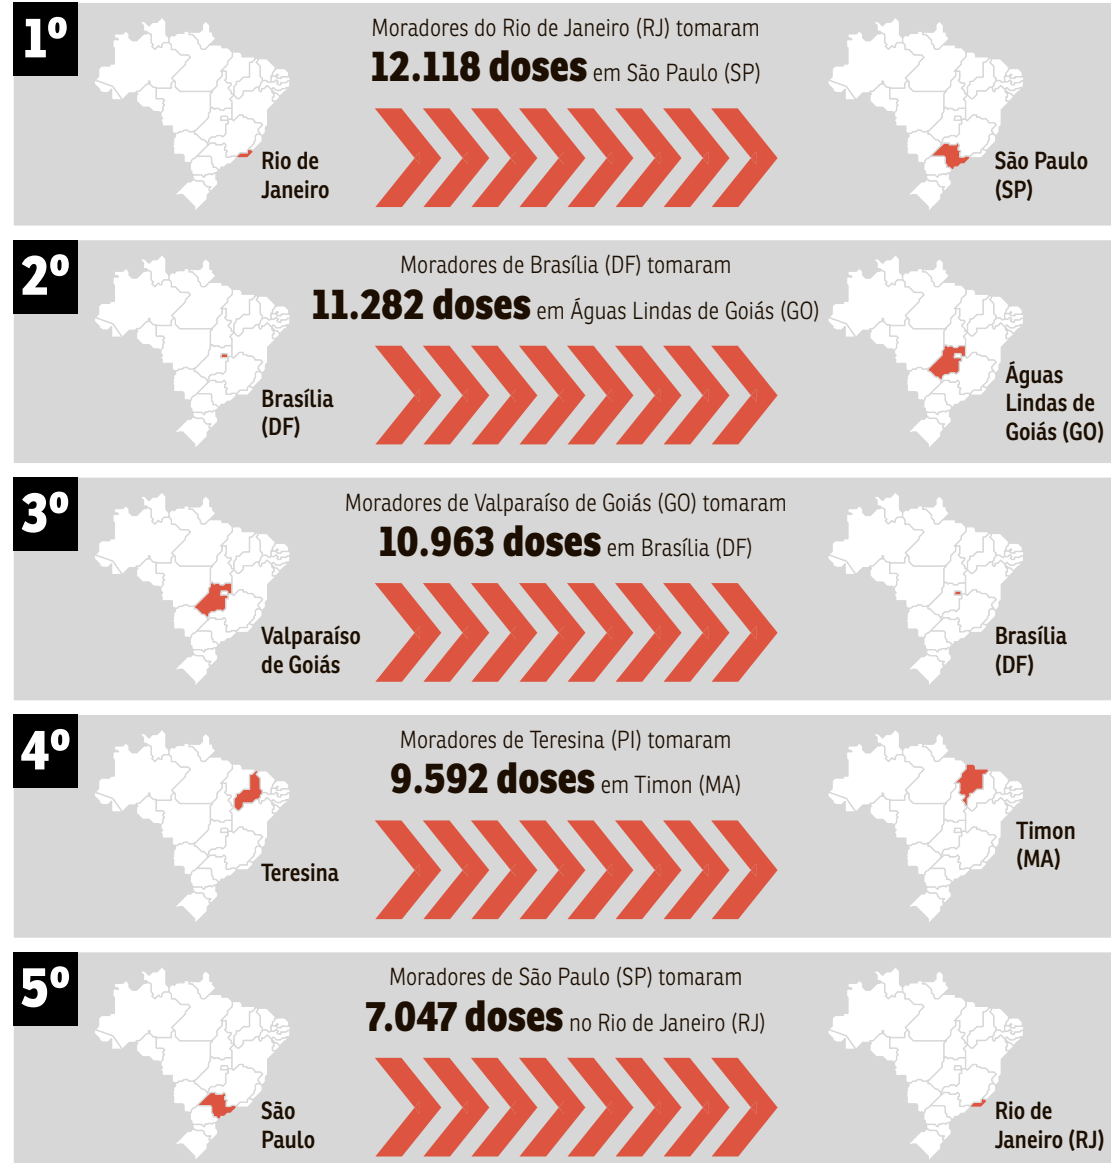 1º
Moradores do Rio de Janeiro (RJ) tomaram
12.118 doses em São Paulo (SP)
Rio de
Janeiro
São Paulo
(SP)
2º
Moradores de Brasília (DF) tomaram
11.282 doses em Águas Lindas de Goiás (GO)
Brasília
(DF)
Águas
Lindas de
Goiás (GO)
3º
Moradores de Valparaíso de Goiás (GO) tomaram
10.963 doses em Brasília (DF)
Valparaíso
de Goiás
Brasília
(DF)
4º
Moradores de Teresina (PI) tomaram
9.592 doses em Timon (MA)
Teresina
Timon
(MA)
5º
Moradores de São Paulo (SP) tomaram
7.047 doses no Rio de Janeiro (RJ)
São
Paulo
Rio de
Janeiro (RJ)